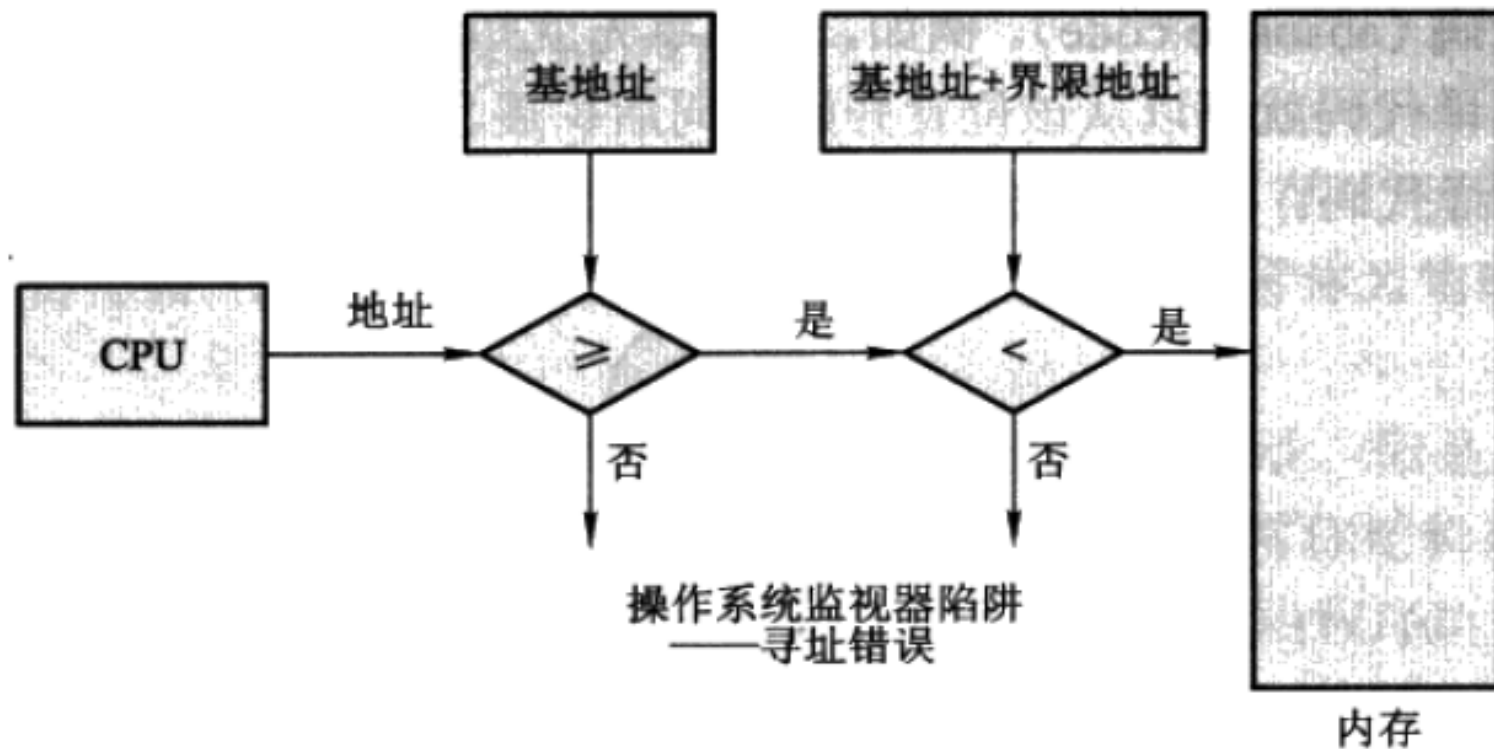 基地址
基地址+界限地址
CPU
地址
≥
是
<
是
否
否
操作系统监视器陷阱
——寻址错误
内存